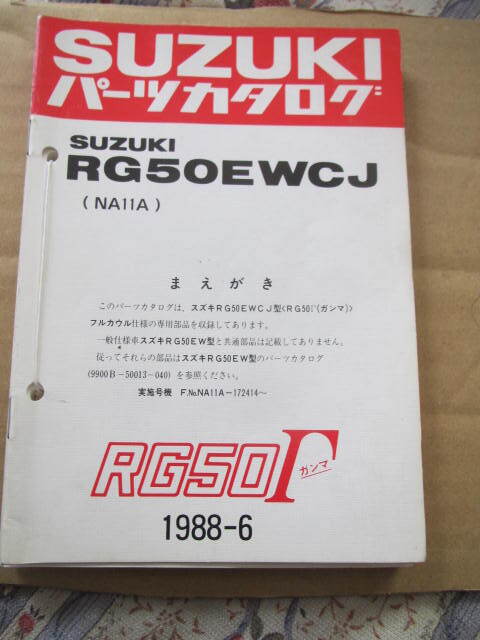 SUZUKI
パーツカタログ
SUZUKI
RG50EWCJ
(NA11A)
まえがき
このパーツカタログは、スズキRG50EWCJ型<RG50Γ(ガンマ)>
フルカウル仕様の専用部品を収録してあります。
一般仕様車スズキRG50EW型と共通部品は記載してありません。
従ってそれらの部品はスズキRG50EW型のパーツカタログ
(9900B-50013-040)を参照ください。
実施号機 F.No.NA11A-172414～
RG50Γ
ガンマ
1988-6